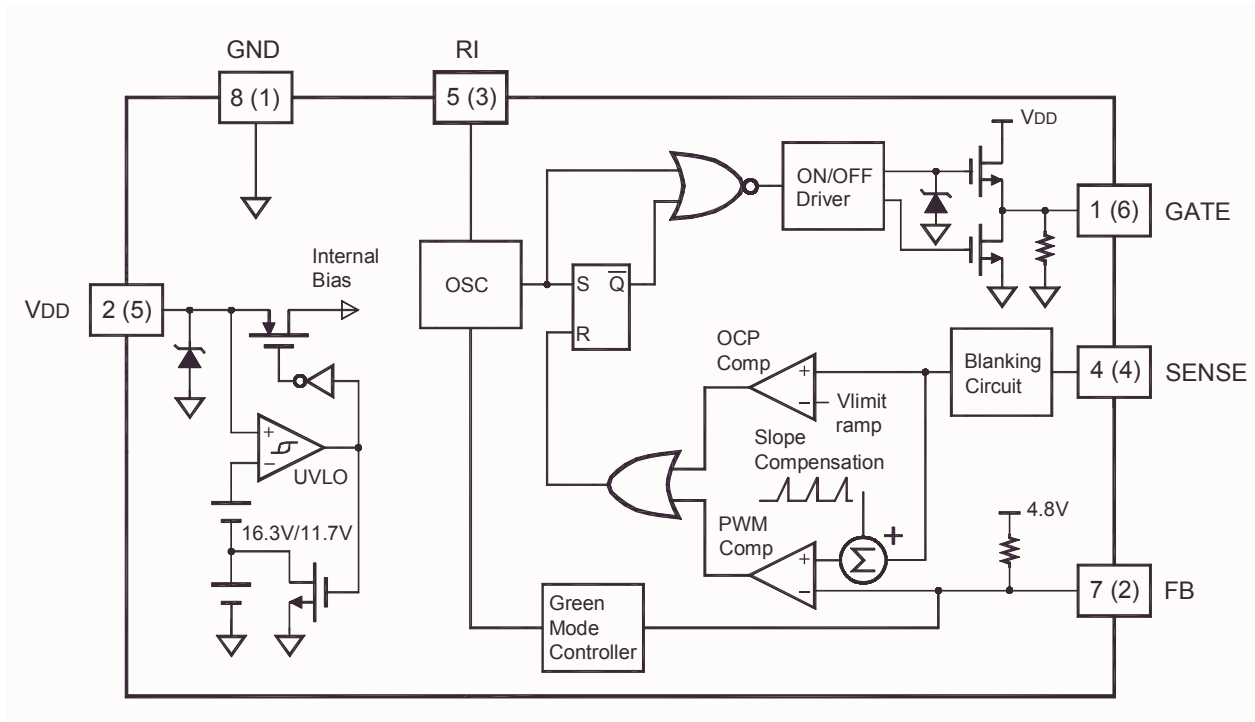 GND
8 (1)
RI
5 (3)
VDD
ON/OFF
Driver
1 (6)
GATE
Internal
Bias
OSC
S
Q
R
VDD
2 (5)
OCP
Comp
+
−
Vlimit
ramp
Blanking
Circuit
4 (4)
SENSE
+
−
UVLO
16.3V/11.7V
Slope
Compensation
PWM
Comp
+
−
Σ
+
4.8V
7 (2)
FB
Green
Mode
Controller